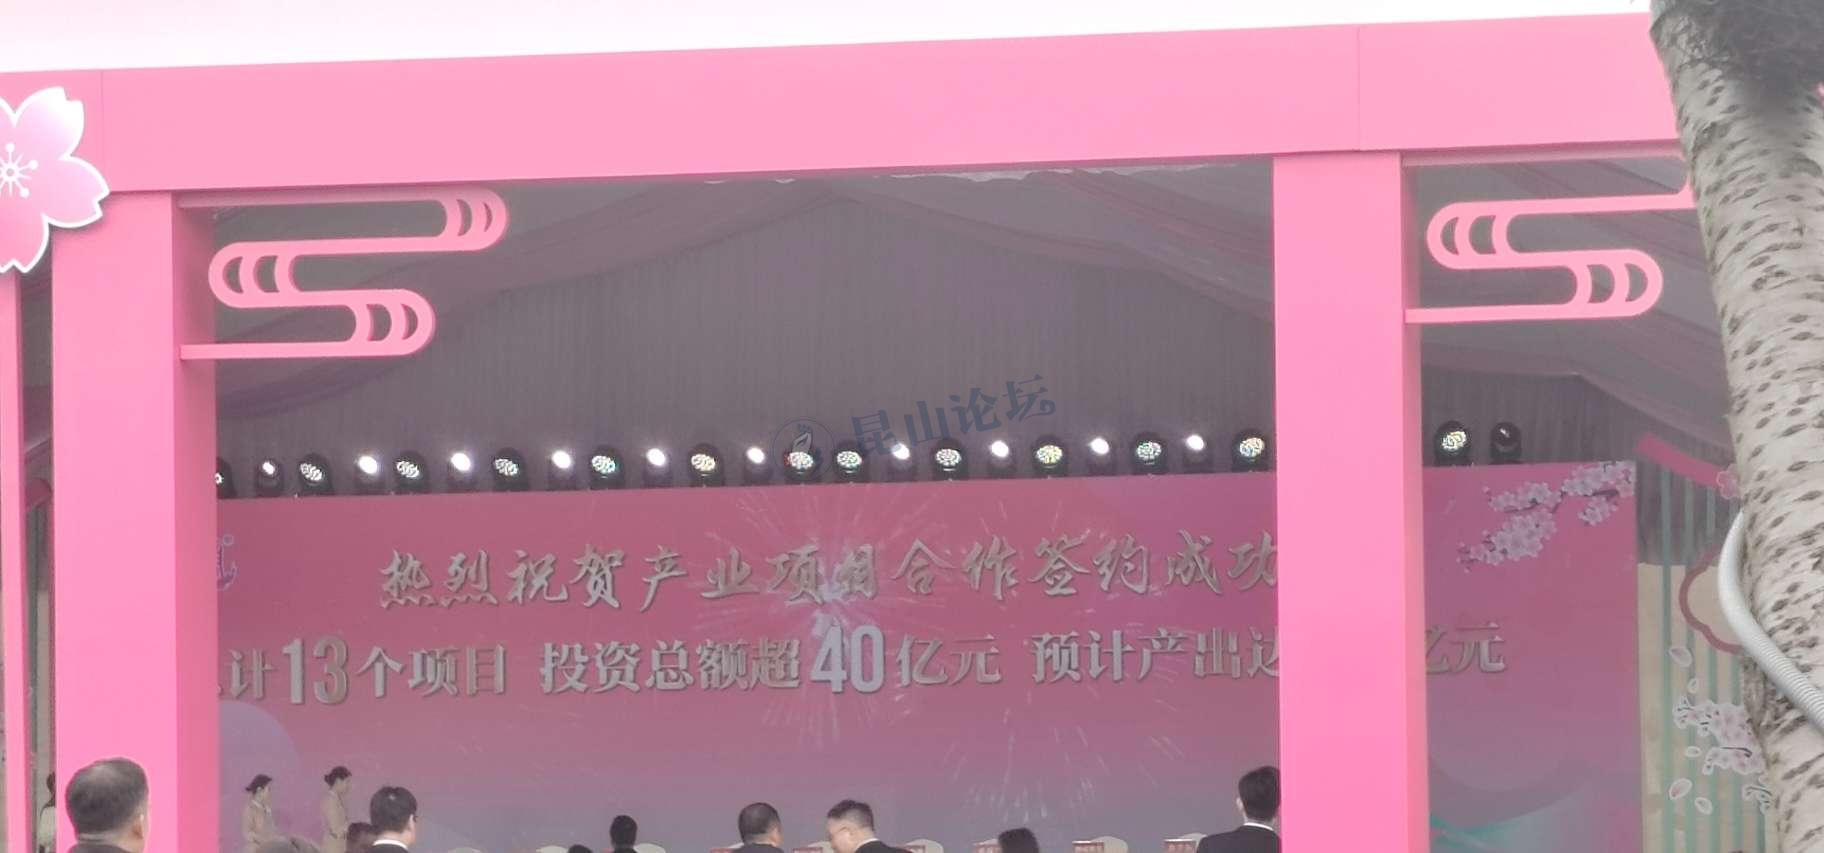 昆山论坛
热烈祝贺产业项目合作签约成功
计13个项目 投资总额超40亿元 预计产出达 亿元